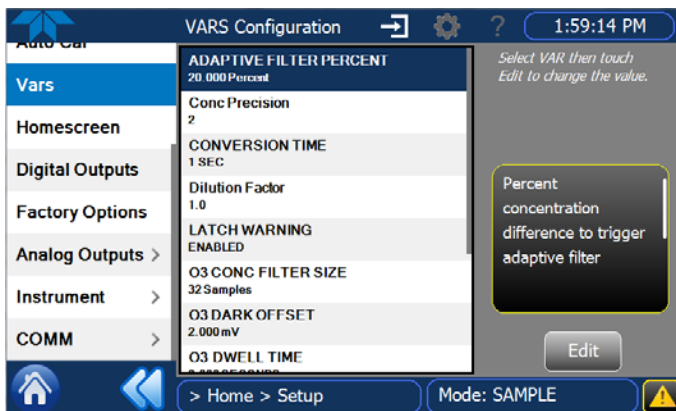 VARS Configuration
?
1:59:14 PM
Auto Cal
Vars
Homescreen
Digital Outputs
Factory Options
Analog Outputs >
Instrument >
COMM >
ADAPTIVE FILTER PERCENT
20.000 Percent
Conc Precision
2
CONVERSION TIME
1 SEC
Dilution Factor
1.0
LATCH WARNING
ENABLED
O3 CONC FILTER SIZE
32 Samples
O3 DARK OFFSET
2.000 mV
O3 DWELL TIME
Select VAR then touch
Edit to change the value.
Percent
concentration
difference to trigger
adaptive filter
Edit
> Home > Setup
Mode: SAMPLE